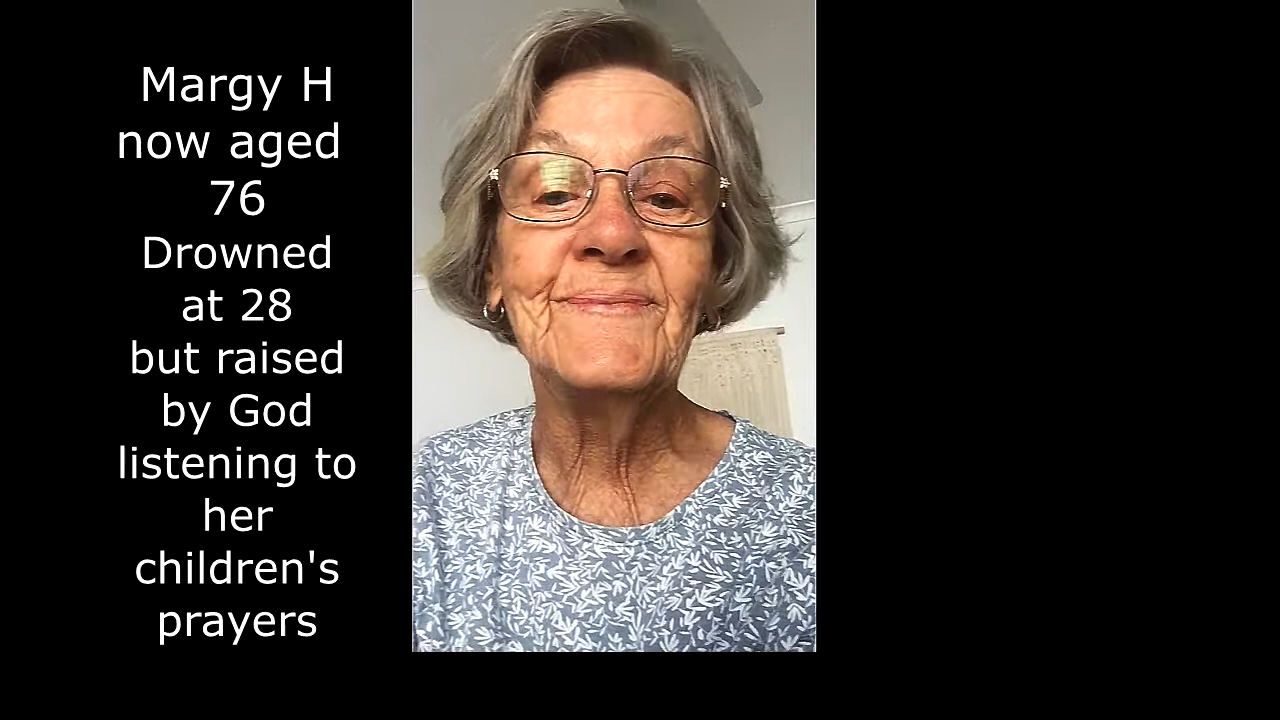 Margy H
now aged
76
Drowned
at 28
but raised
by God
listening to
her
children's
prayers